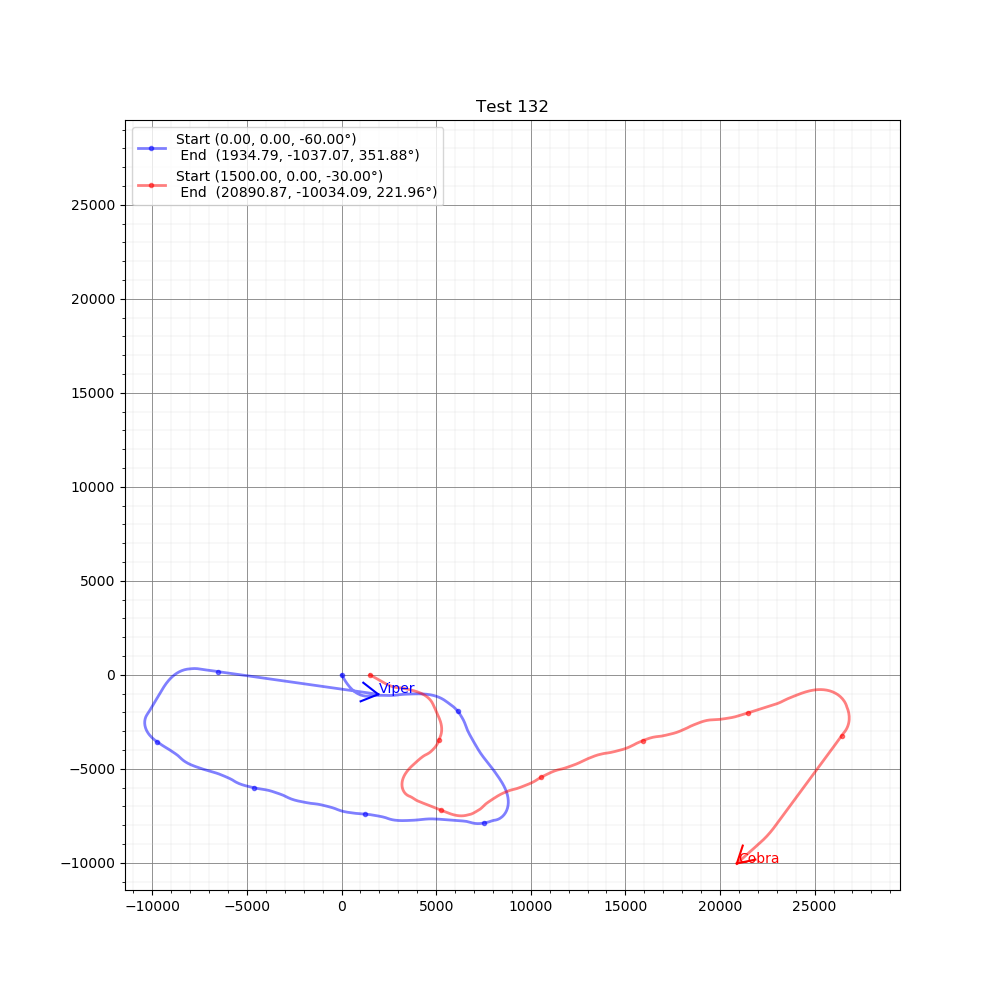 Test 132
Start (0.00, 0.00, -60.00°)
End  (1934.79, -1037.07, 351.88°)
Start (1500.00, 0.00, -30.00°)
End  (20890.87, -10034.09, 221.96°)
25000
20000
15000
10000
5000
0
−5000
−10000
Viper
Cobra
−10000 −5000 0 5000 10000 15000 20000 25000